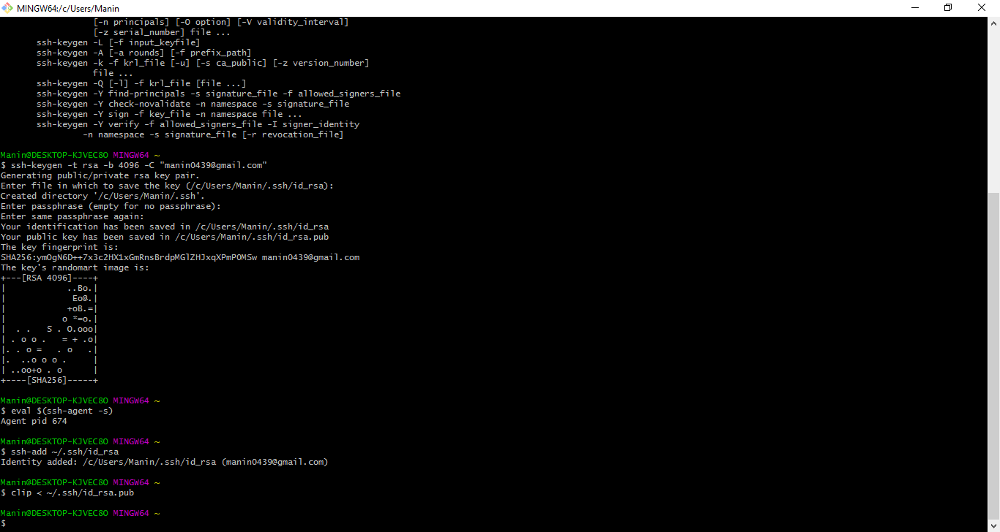 MINGW64:/c/Users/Manin
[-n principals] [-O option] [-V validity_interval]
[-z serial_number] file ...
ssh-keygen -L [-f input_keyfile]
ssh-keygen -A [-a rounds] [-f prefix_path]
ssh-keygen -k -f krl_file [-u] [-s ca_public] [-z version_number]
file ...
ssh-keygen -Q [-l] -f krl_file [file ...]
ssh-keygen -Y find-principals -s signature_file -f allowed_signers_file
ssh-keygen -Y check-novalidate -n namespace -s signature_file
ssh-keygen -Y sign -f key_file -n namespace file ...
ssh-keygen -Y verify -f allowed_signers_file -I signer_identity
-n namespace -s signature_file [-r revocation_file]
Manin@DESKTOP-KJVEC8O MINGW64 ~
$ ssh-keygen -t rsa -b 4096 -C "manin0439@gmail.com"
Generating public/private rsa key pair.
Enter file in which to save the key (/c/Users/Manin/.ssh/id_rsa):
Created directory '/c/Users/Manin/.ssh'.
Enter passphrase (empty for no passphrase):
Enter same passphrase again:
Your identification has been saved in /c/Users/Manin/.ssh/id_rsa
Your public key has been saved in /c/Users/Manin/.ssh/id_rsa.pub
The key fingerprint is:
SHA256:ymOgN6D++7x3c2HX1xGmRnsBrdpMGlZHJxqXPmPOMSw manin0439@gmail.com
The key's randomart image is:
+---[RSA 4096]----+
|            ..Bo.|
|             Eo@.|
|            +oB.=|
|           o *=o.|
|  . .   S . O.ooo|
| . o o .   = + .o|
|. . o =   . o   .|
|.  ..o o o .     |
| ..oo+o . o      |
+----[SHA256]-----+
Manin@DESKTOP-KJVEC8O MINGW64 ~
$ eval $(ssh-agent -s)
Agent pid 674
Manin@DESKTOP-KJVEC8O MINGW64 ~
$ ssh-add ~/.ssh/id_rsa
Identity added: /c/Users/Manin/.ssh/id_rsa (manin0439@gmail.com)
Manin@DESKTOP-KJVEC8O MINGW64 ~
$ clip < ~/.ssh/id_rsa.pub
Manin@DESKTOP-KJVEC8O MINGW64 ~
$